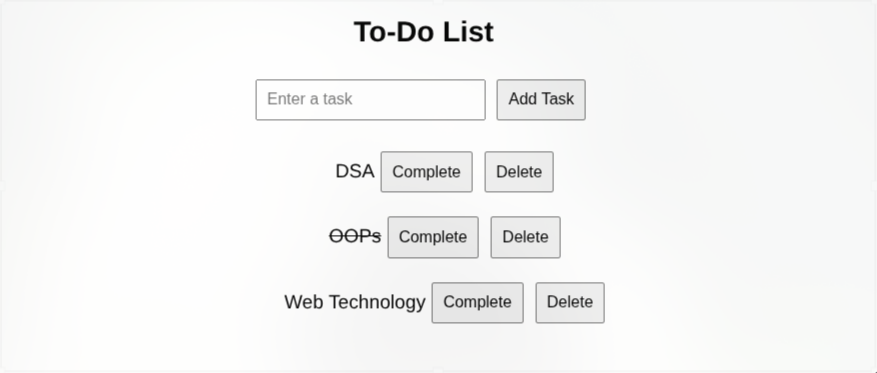 To-Do List
Enter a task Add Task
DSA Complete Delete
OOPs Complete Delete
Web Technology Complete Delete